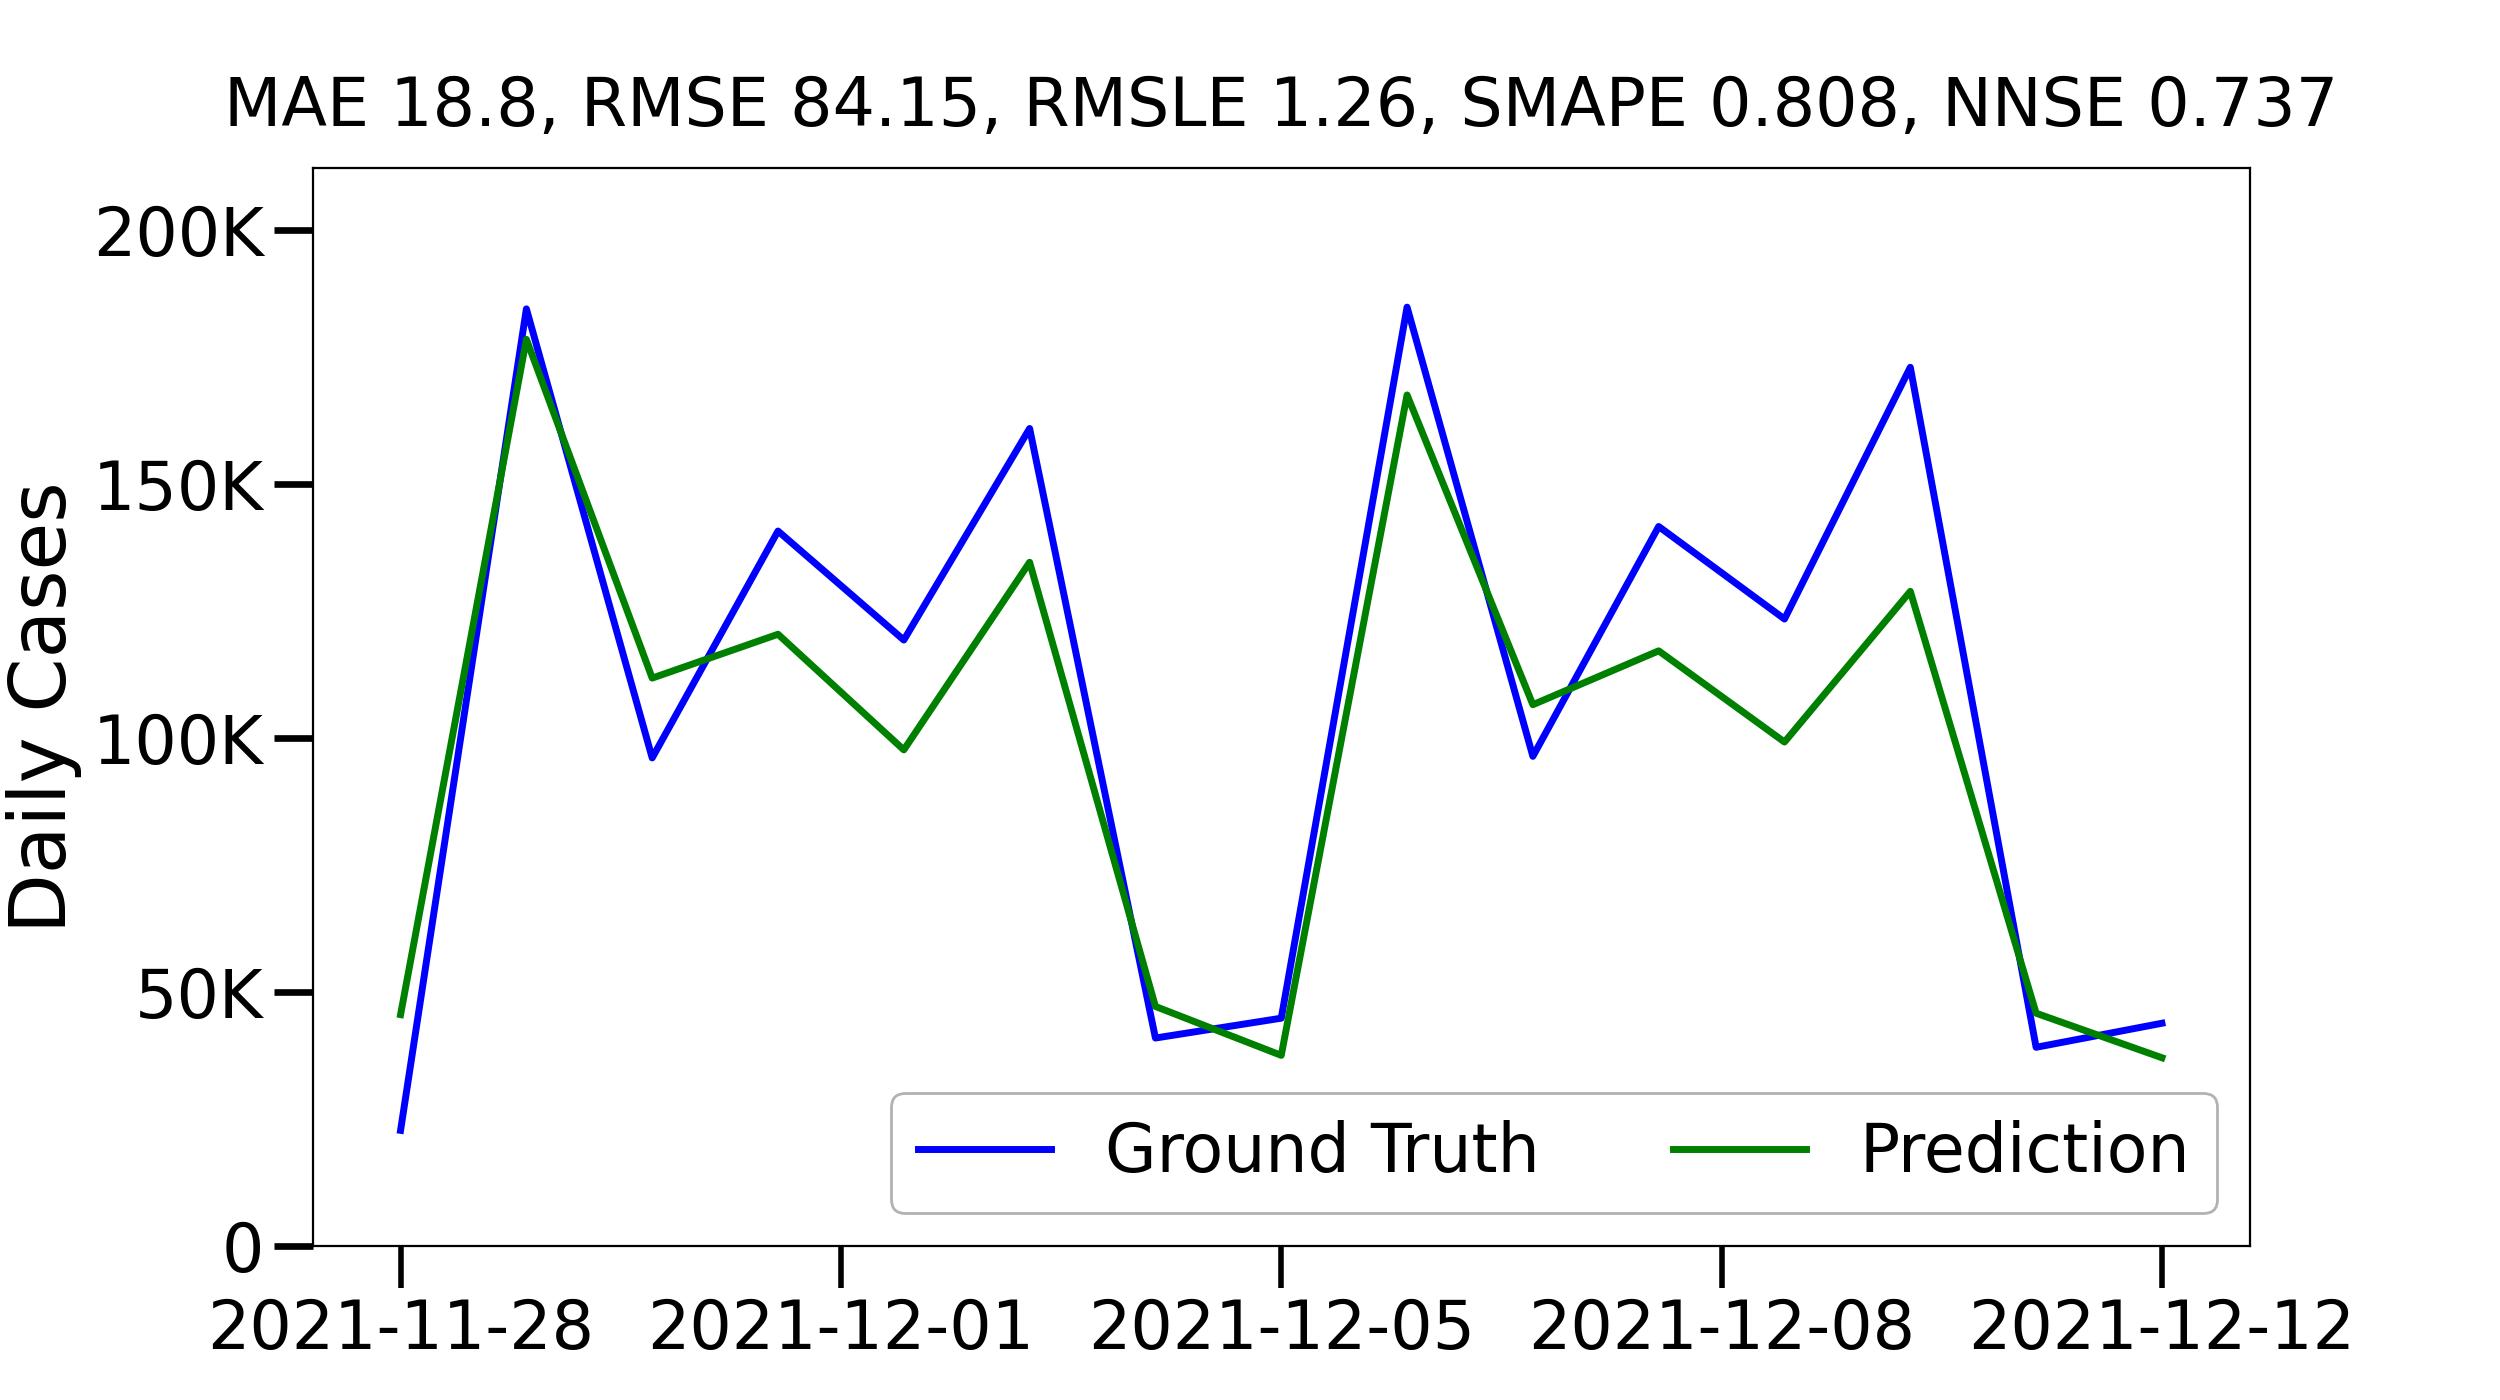 MAE 18.8, RMSE 84.15, RMSLE 1.26, SMAPE 0.808, NNSE 0.737
Daily Cases
200K
150K
100K
50K
0
Ground Truth Prediction
2021-11-28 2021-12-01 2021-12-05 2021-12-08 2021-12-12